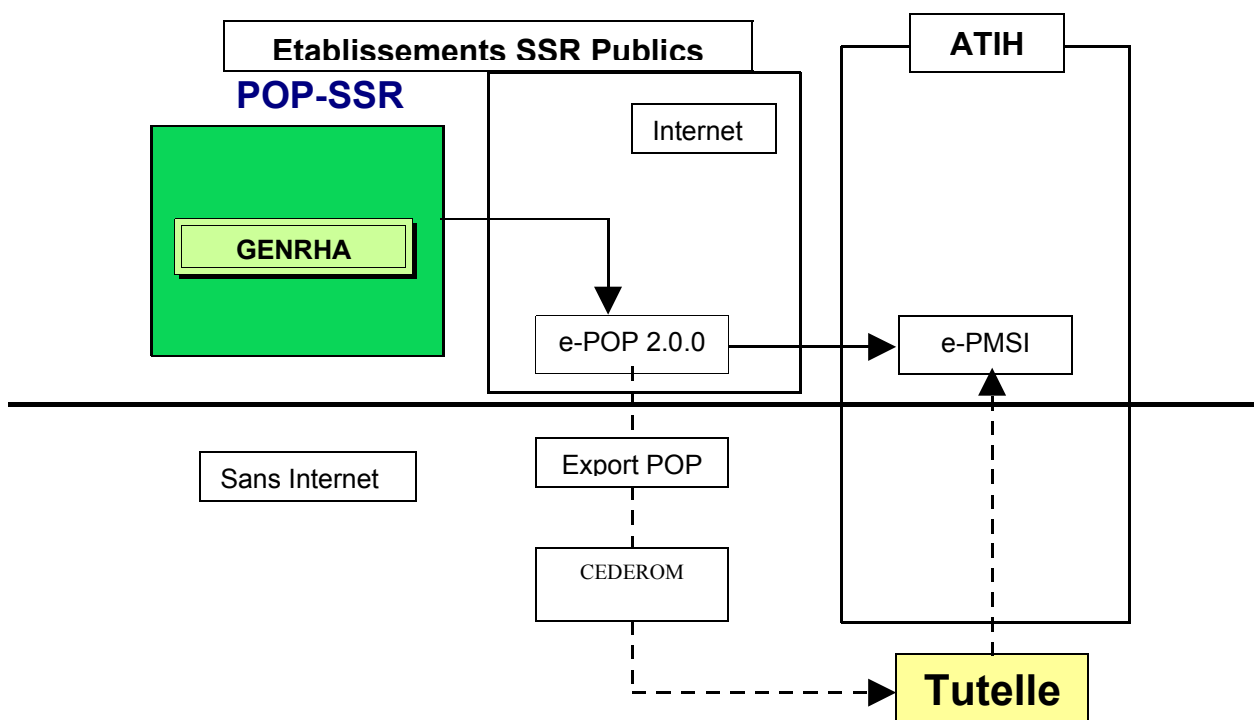 Etablissements SSR Publics
ATIH
POP-SSR
Internet
GENRHA
e-POP 2.0.0
e-PMSI
Sans Internet
Export POP
CEDEROM
Tutelle